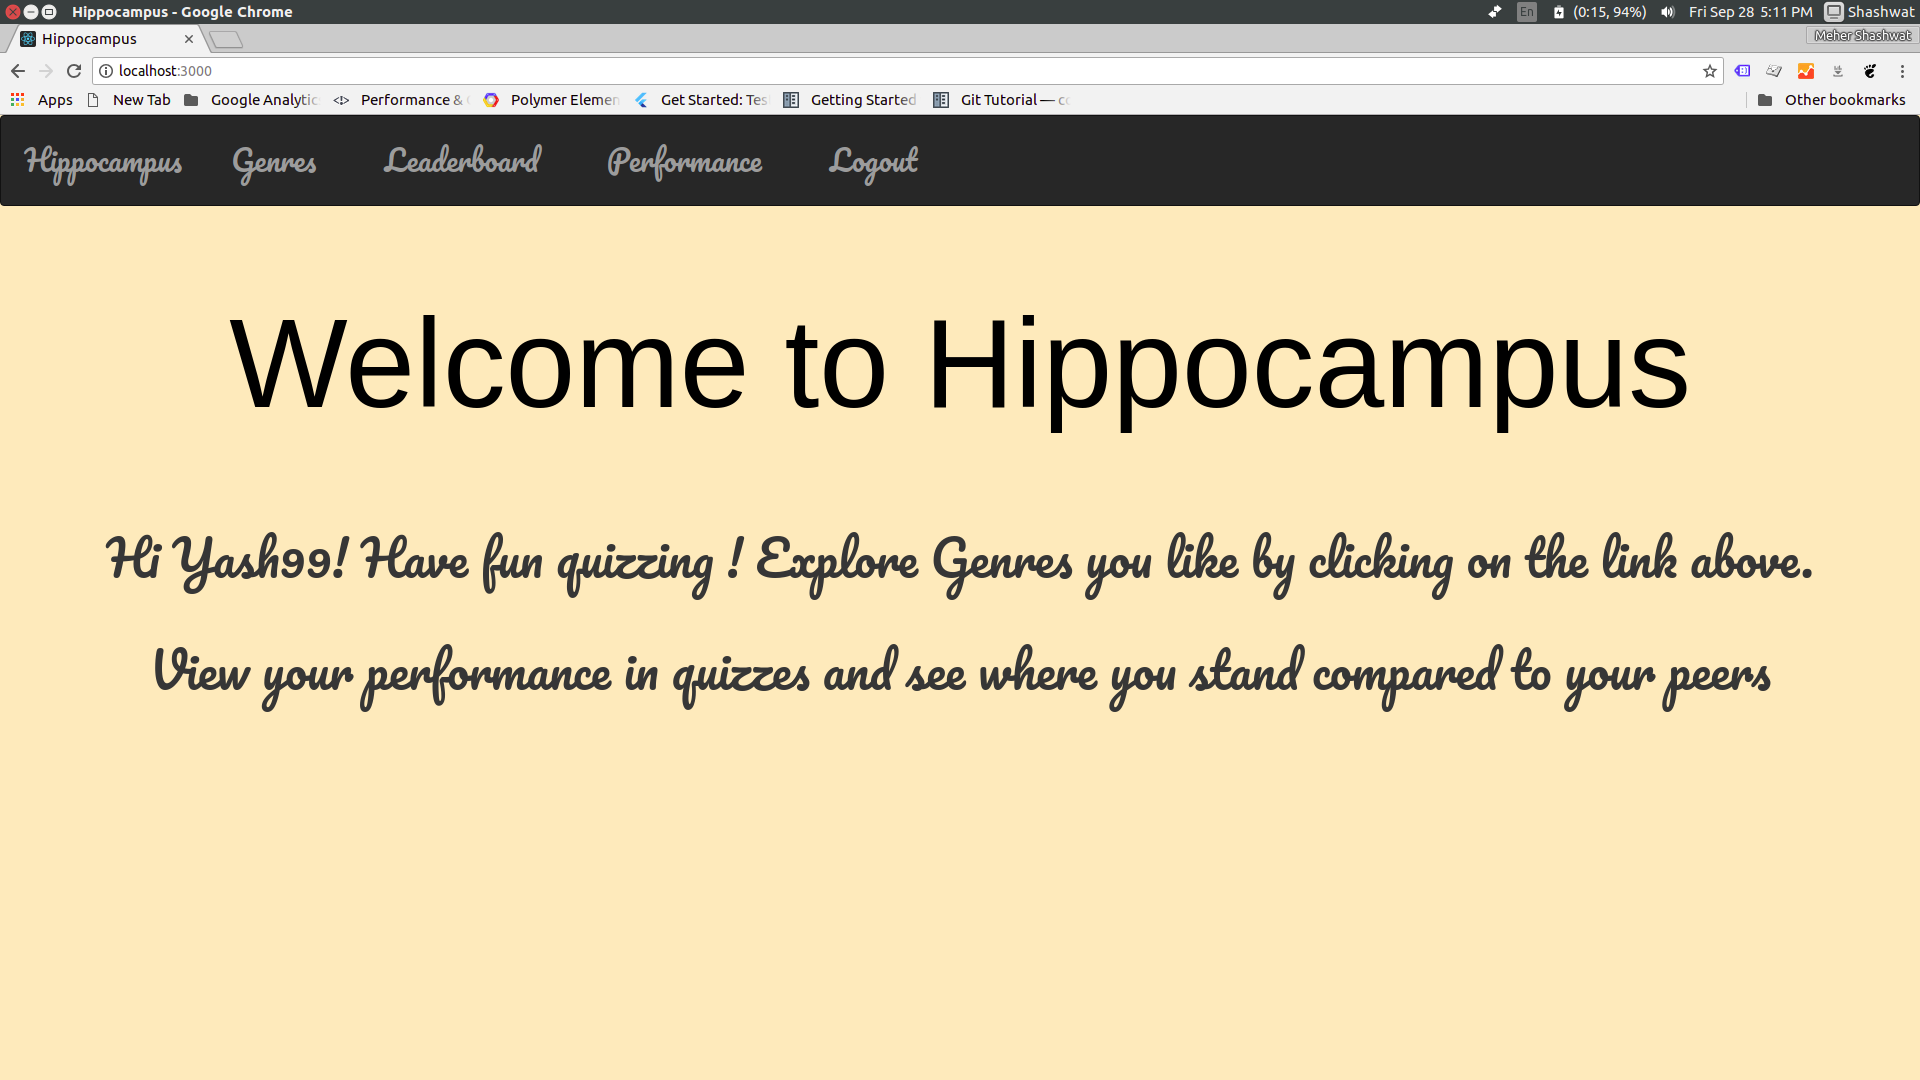 Hippocampus - Google Chrome
En (0:15, 94%) Fri Sep 28 5:11 PM Shashwat
Hippocampus
Meher Shashwat
localhost:3000
Apps New Tab Google Analytic Performance & Polymer Elemen Get Started: Tes Getting Started Git Tutorial — co Other bookmarks
Hippocampus Genres Leaderboard Performance Logout
Welcome to Hippocampus
Hi Yash99! Have fun quizzing ! Explore Genres you like by clicking on the link above.
View your performance in quizzes and see where you stand compared to your peers